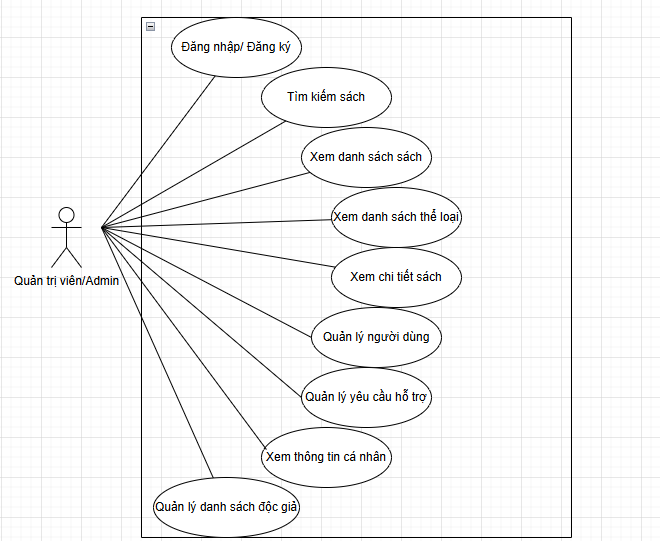 Đăng nhập/ Đăng ký
Tìm kiếm sách
Xem danh sách sách
Xem danh sách thể loại
Xem chi tiết sách
Quản trị viên/Admin
Quản lý người dùng
Quản lý yêu cầu hỗ trợ
Xem thông tin cá nhân
Quản lý danh sách độc giả